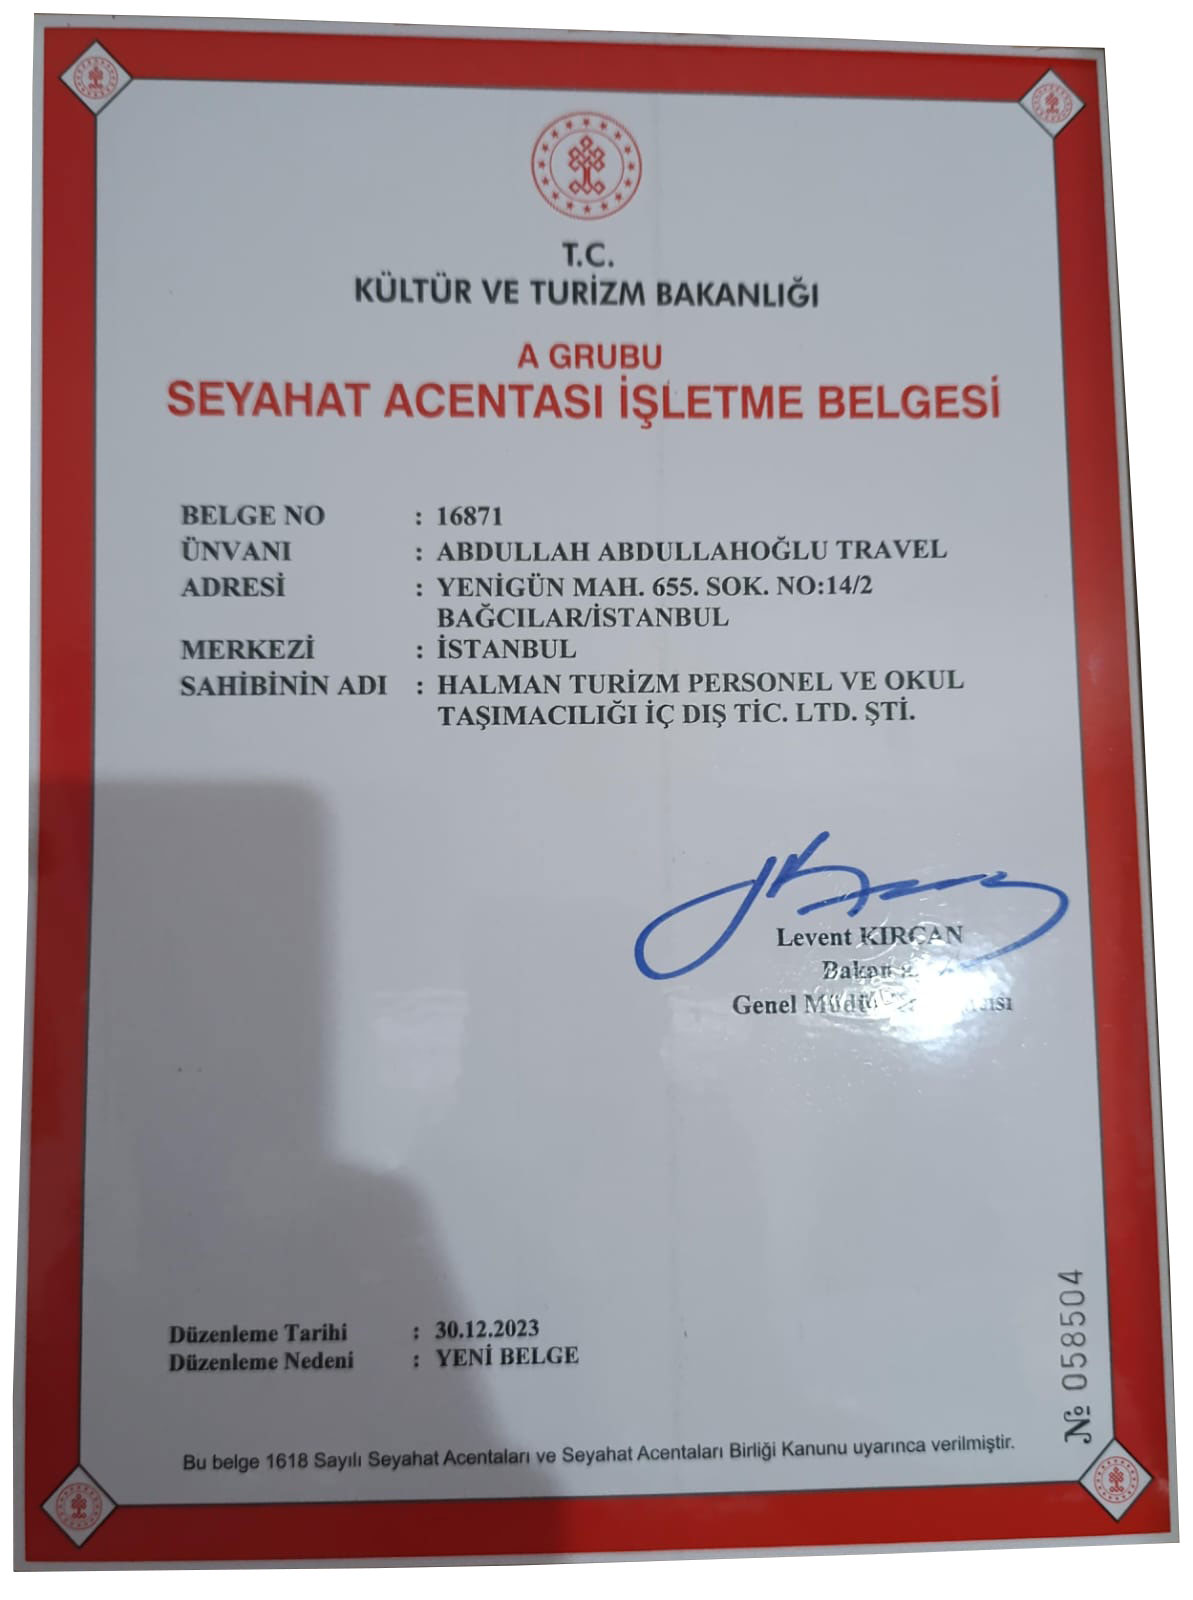 T.C.
KÜLTÜR VE TURİZM BAKANLIĞI
A GRUBU
SEYAHAT ACENTASI İŞLETME BELGESİ
BELGE NO : 16871
ÜNVANI : ABDULLAH ABDULLAHOĞLU TRAVEL
ADRESİ : YENİGÜN MAH. 655. SOK. NO:14/2
BAĞCILAR/İSTANBUL
MERKEZİ : İSTANBUL
SAHİBİNİN ADI : HALMAN TURİZM PERSONEL VE OKUL
TAŞIMACILIĞI İÇ DIŞ TİC. LTD. ŞTİ.
Levent KIRCAN
Bakan
Genel
Düzenleme Tarihi : 30.12.2023
Düzenleme Nedeni : YENİ BELGE
№ 058504
Bu belge 1618 Sayılı Seyahat Acentaları ve Seyahat Acentaları Birliği Kanunu uyarınca verilmiştir.